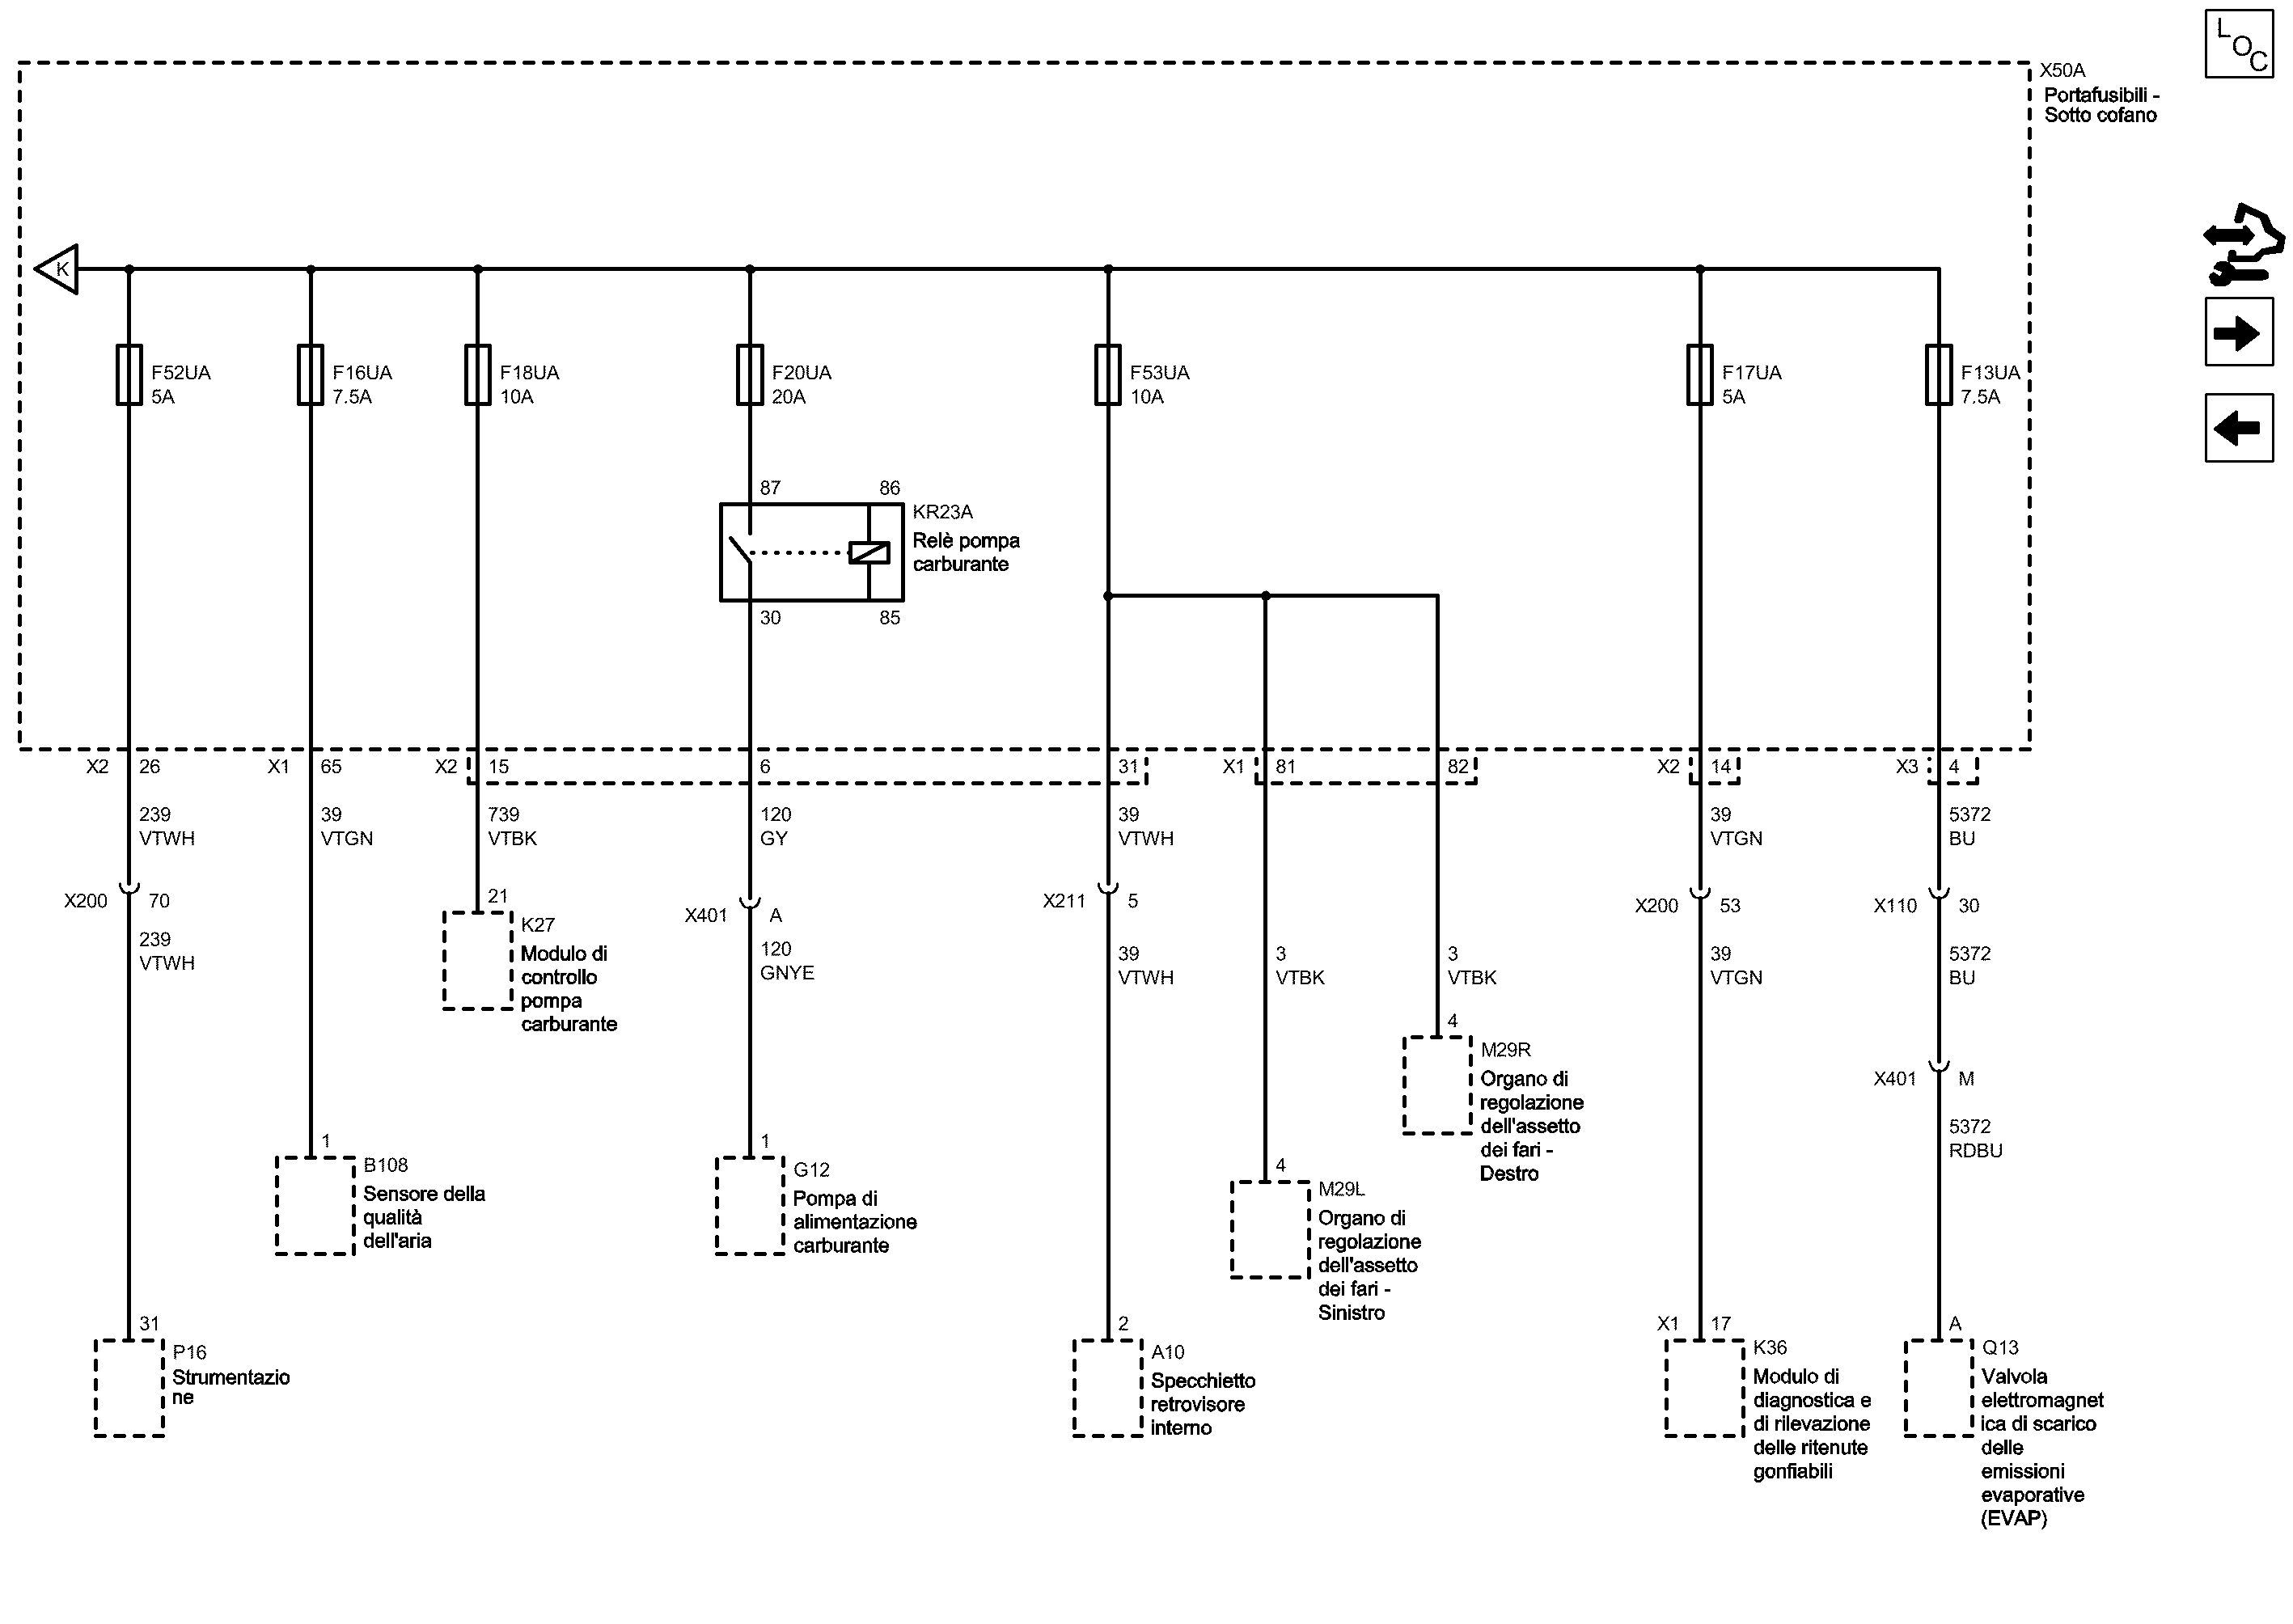 LOC
X50A
Portafusibili -
Sotto cofano
K
F52UA
5A
F16UA
7.5A
F18UA
10A
F20UA
20A
F53UA
10A
F17UA
5A
F13UA
7.5A
87
86
KR23A
Relè pompa
carburante
30
85
X2
26
X1
65
X2
15
6
31
X1
81
82
X2
14
X3
4
239
VTWH
39
VTGN
739
VTBK
120
GY
39
VTWH
39
VTGN
5372
BU
X200
70
X401
A
X211
5
X200
53
X110
30
239
VTWH
21
K27
Modulo di
controllo
pompa
carburante
120
GNYE
39
VTWH
3
VTBK
3
VTBK
39
VTGN
5372
BU
4
M29R
Organo di
regolazione
dell'assetto
dei fari -
Destro
X401
M
5372
RDBU
1
B108
Sensore della
qualità
dell'aria
1
G12
Pompa di
alimentazione
carburante
4
M29L
Organo di
regolazione
dell'assetto
dei fari -
Sinistro
31
P16
Strumentazio
ne
2
A10
Specchietto
retrovisore
interno
X1
17
K36
Modulo di
diagnostica e
di rilevazione
delle ritenute
gonfiabili
A
Q13
Valvola
elettromagnet
ica di scarico
delle
emissioni
evaporative
(EVAP)